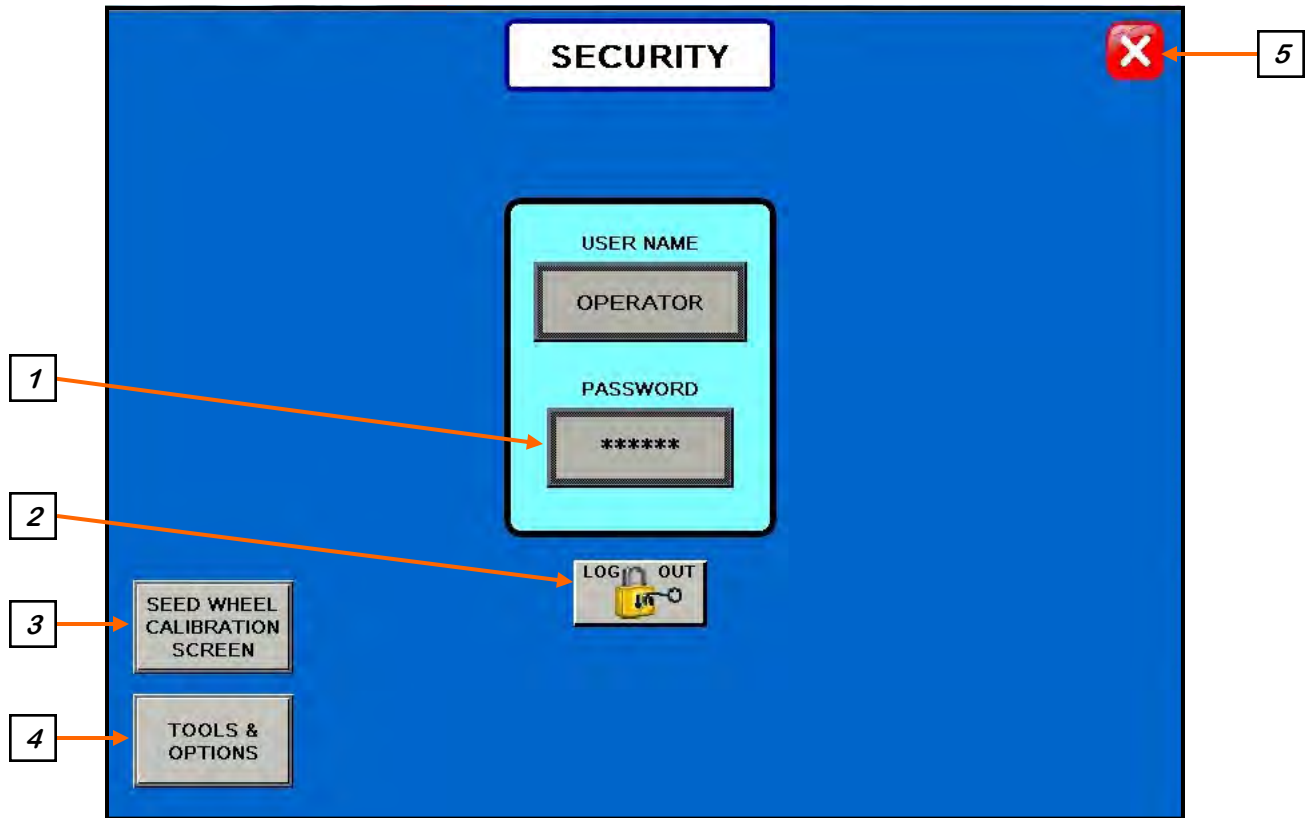 SECURITY
5
USER NAME
OPERATOR
1
PASSWORD
******
2
LOG OUT
3
SEED WHEEL
CALIBRATION
SCREEN
4
TOOLS &
OPTIONS